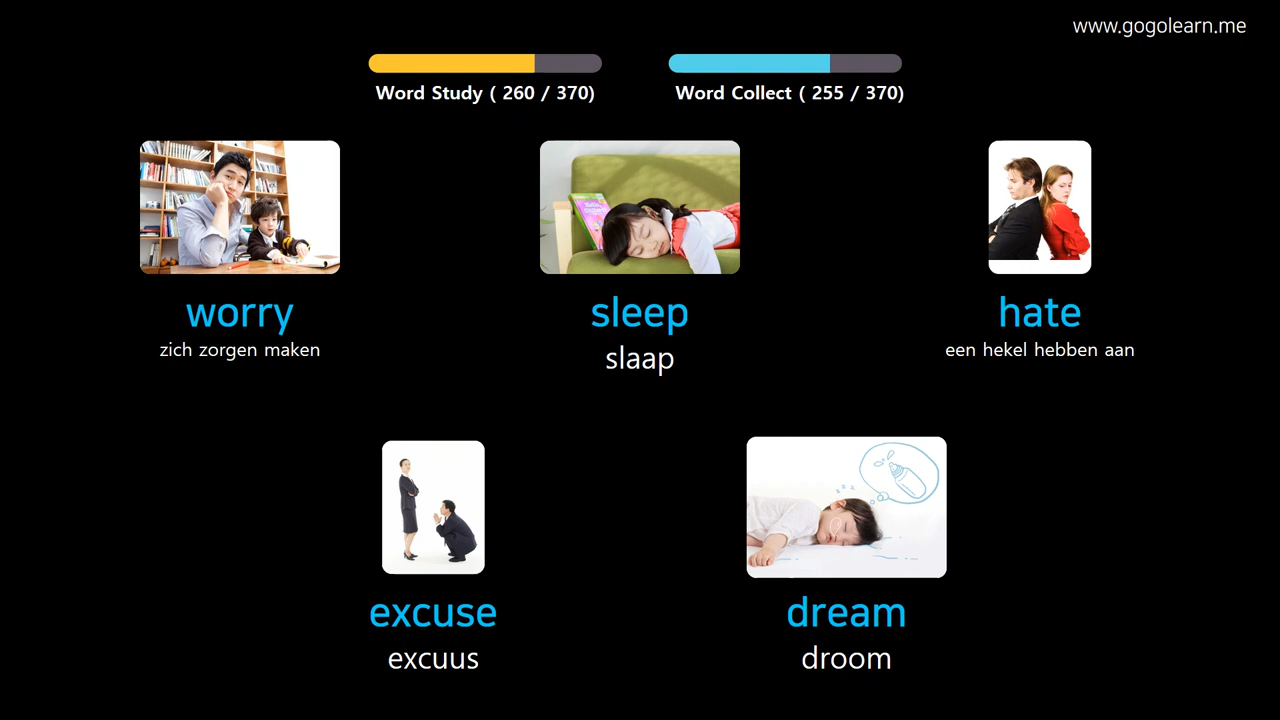 www.gogolearn.me
Word Study ( 260 / 370)
Word Collect ( 255 / 370)
worry
zich zorgen maken
sleep
slaap
hate
een hekel hebben aan
excuse
excuus
dream
droom